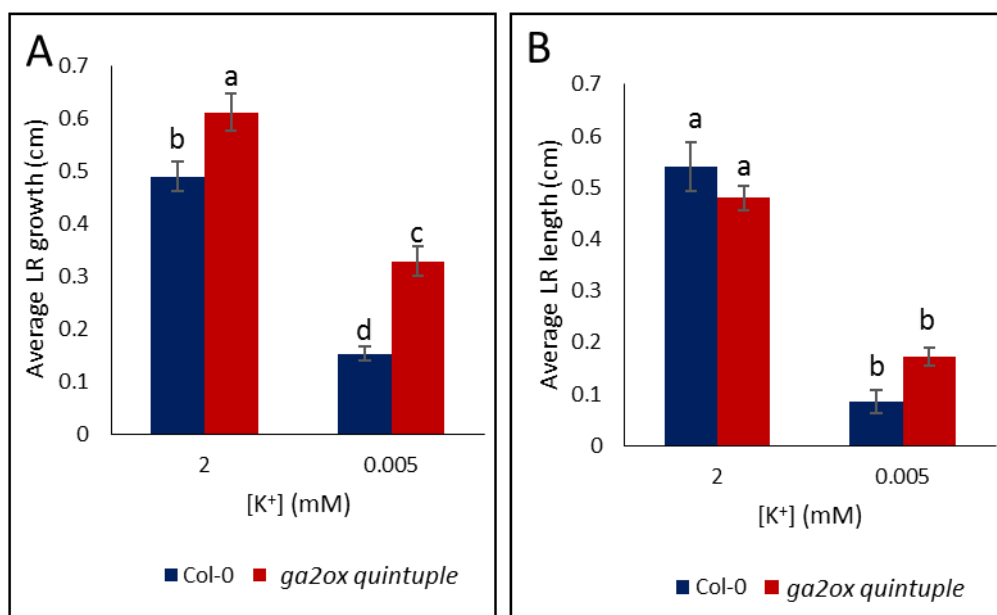 A
Average LR growth (cm)
0.7
0.6
0.5
0.4
0.3
0.2
0.1
0
b
a
d
c
2
0.005
[K⁺] (mM)
Col-0
ga2ox quintuple
B
Average LR length (cm)
0.7
0.6
0.5
0.4
0.3
0.2
0.1
0
a
a
b
b
2
0.005
[K⁺] (mM)
Col-0
ga2ox quintuple